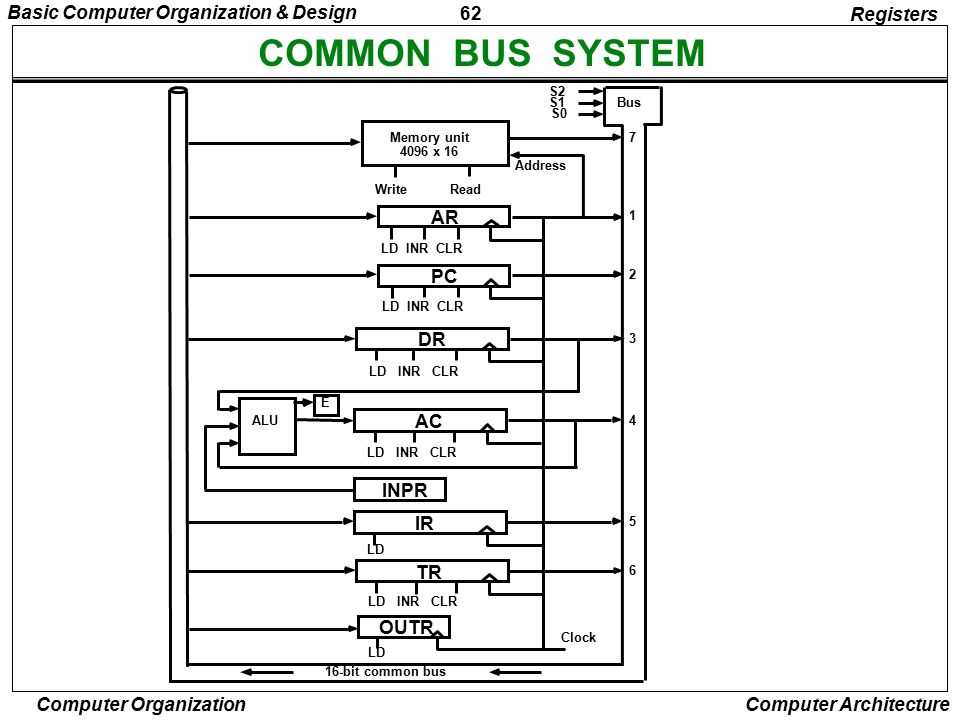 Basic Computer Organization & Design 62 Registers
COMMON BUS SYSTEM
S2
S1
S0
Bus
Memory unit
4096 x 16
7
Address
Write Read
AR
1
LD INR CLR
PC
2
LD INR CLR
DR
3
LD INR CLR
E
ALU
AC
4
LD INR CLR
INPR
IR
5
LD
TR
6
LD INR CLR
OUTR
Clock
LD
16-bit common bus
Computer Organization Computer Architecture